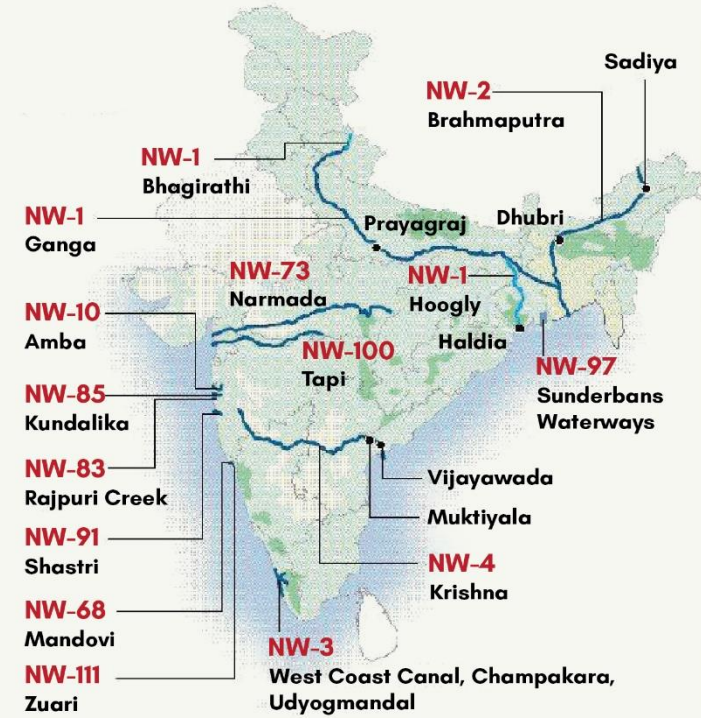 Sadiya
NW-2
Brahmaputra
NW-1
Bhagirathi
NW-1
Ganga
Prayagraj
Dhubri
NW-73
Narmada
NW-1
Hoogly
NW-10
Amba
Haldia
NW-100
Tapi
NW-97
Sunderbans
Waterways
NW-85
Kundalika
NW-83
Rajpuri Creek
Vijayawada
Muktiyala
NW-91
Shastri
NW-4
Krishna
NW-68
Mandovi
NW-3
West Coast Canal, Champakara,
Udyogmandal
NW-111
Zuari